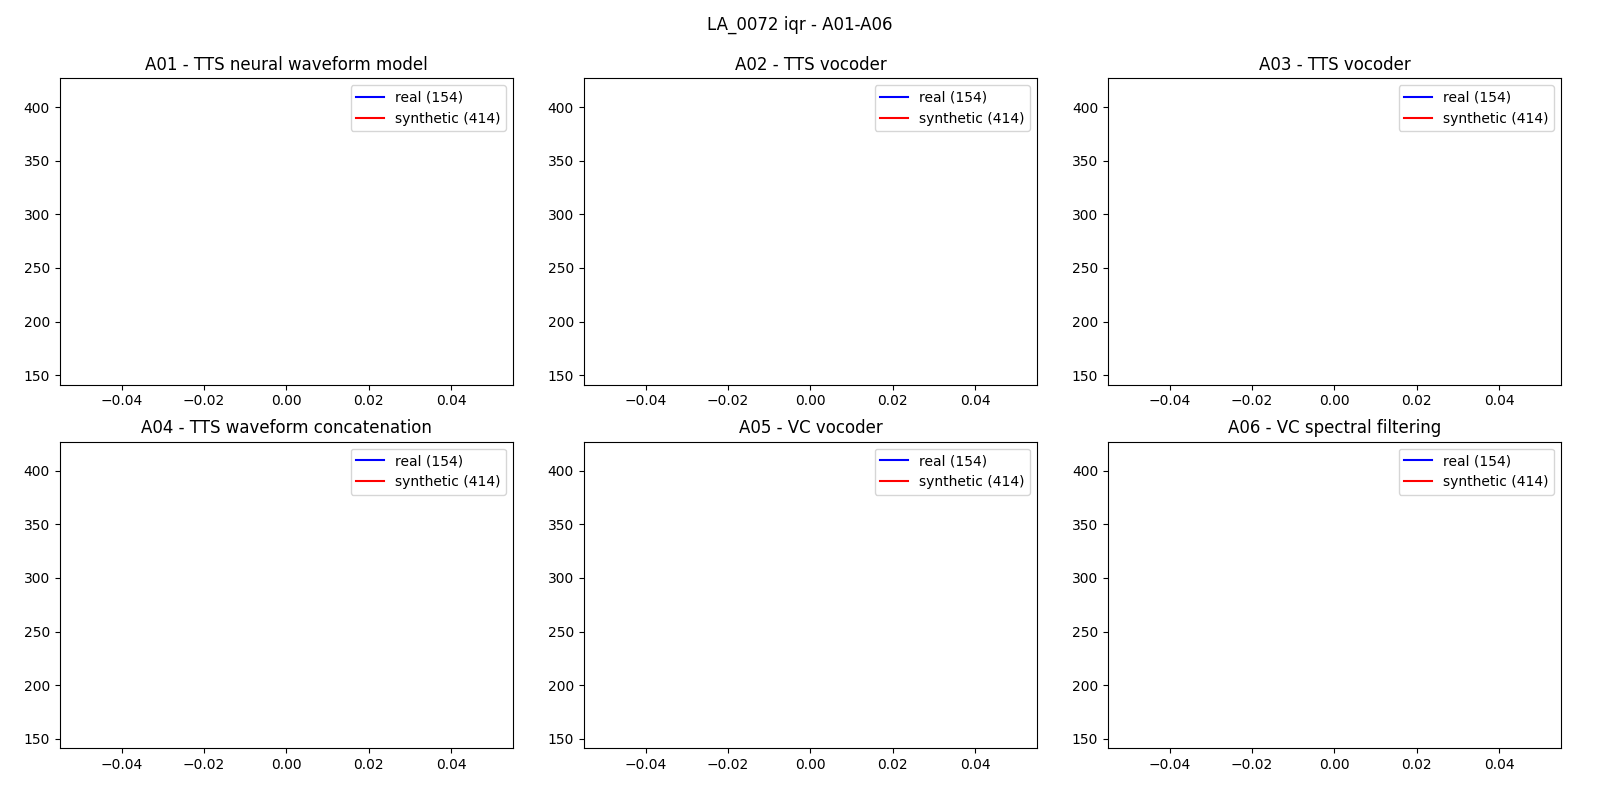 LA_0072 iqr - A01-A06
A01 - TTS neural waveform model
400
350
300
250
200
150
−0.04 −0.02 0.00 0.02 0.04
real (154)
synthetic (414)
A02 - TTS vocoder
400
350
300
250
200
150
−0.04 −0.02 0.00 0.02 0.04
real (154)
synthetic (414)
A03 - TTS vocoder
400
350
300
250
200
150
−0.04 −0.02 0.00 0.02 0.04
real (154)
synthetic (414)
A04 - TTS waveform concatenation
400
350
300
250
200
150
−0.04 −0.02 0.00 0.02 0.04
real (154)
synthetic (414)
A05 - VC vocoder
400
350
300
250
200
150
−0.04 −0.02 0.00 0.02 0.04
real (154)
synthetic (414)
A06 - VC spectral filtering
400
350
300
250
200
150
−0.04 −0.02 0.00 0.02 0.04
real (154)
synthetic (414)